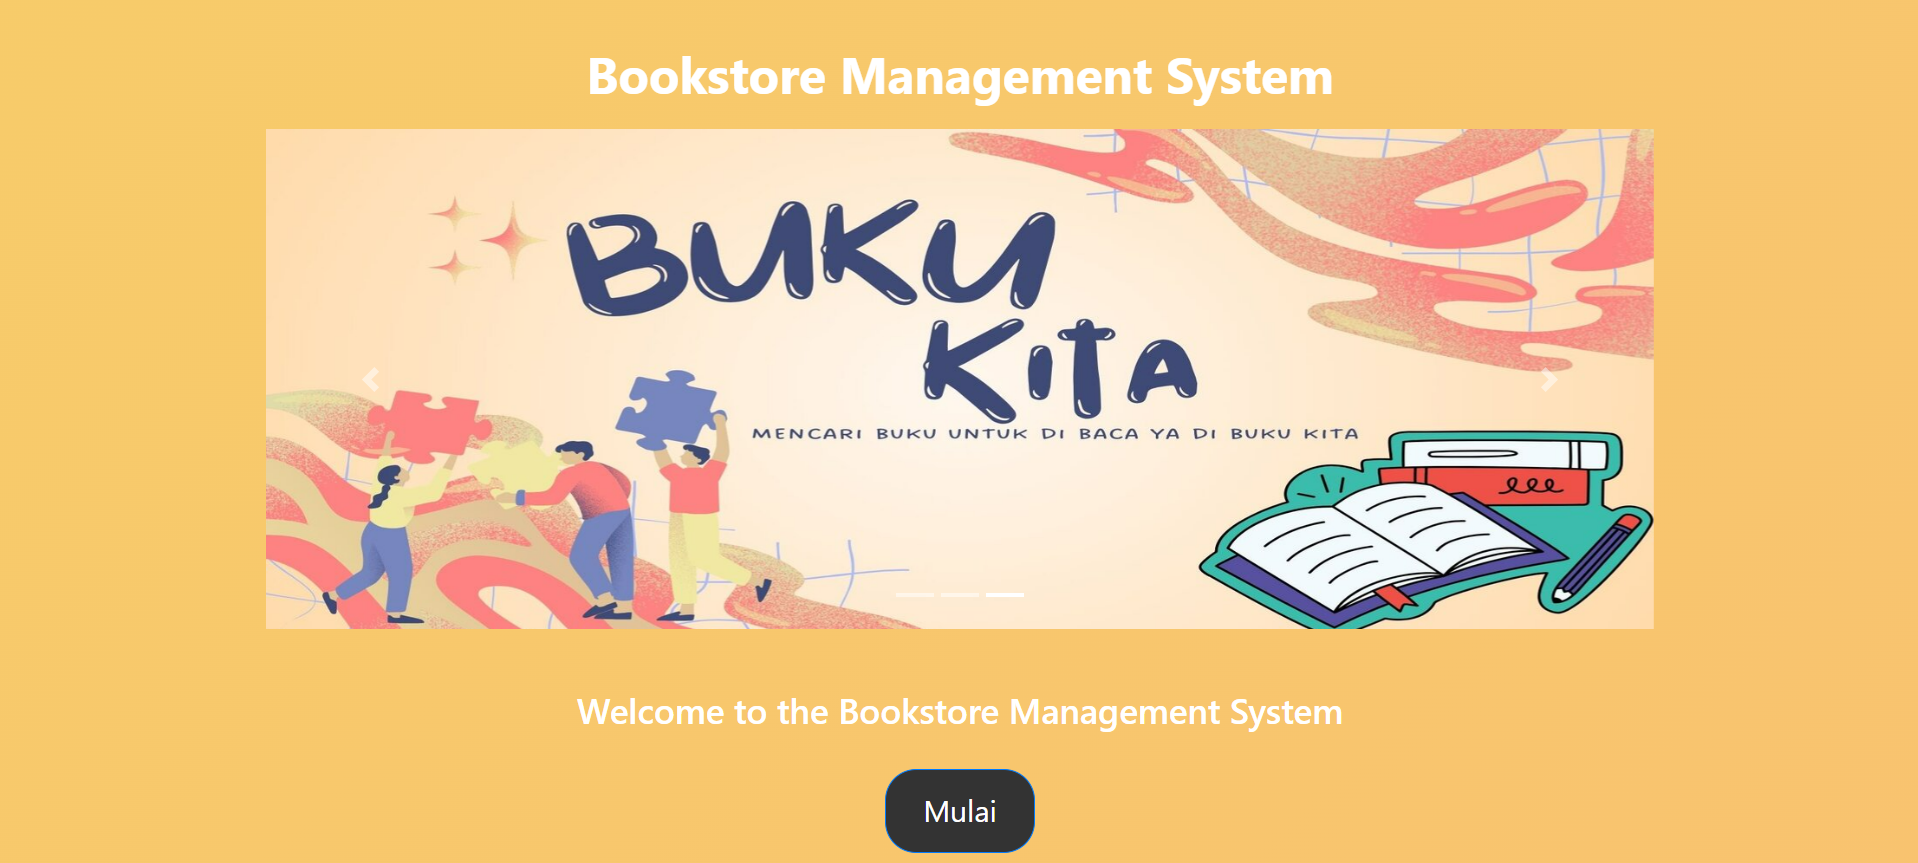 Bookstore Management System
BUKU
KITA
MENCARI BUKU UNTUK DI BACA YA DI BUKU KITA
Welcome to the Bookstore Management System
Mulai